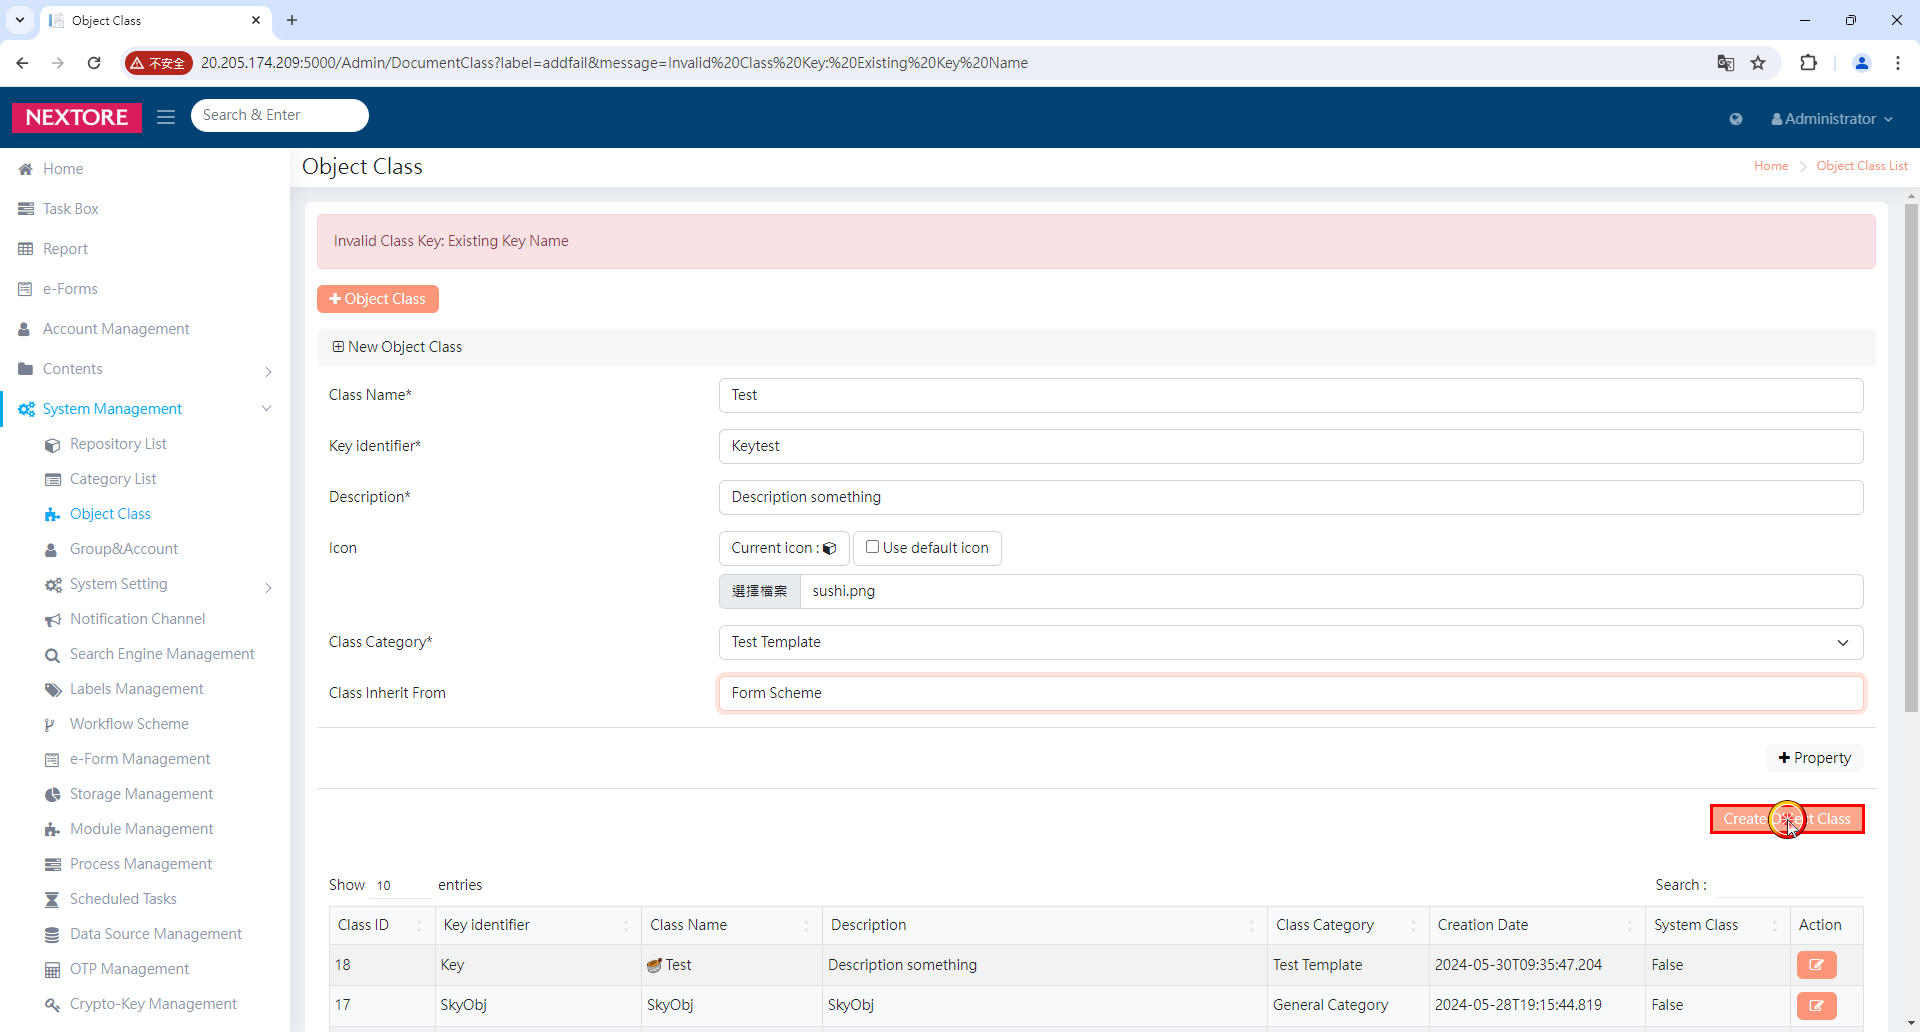 Object Class
不安全
20.205.174.209:5000/Admin/DocumentClass?label=addfail&message=Invalid%20Class%20Key:%20Existing%20Key%20Name
NEXTORE
Search & Enter
Administrator
Home
Task Box
Report
e-Forms
Account Management
Contents
System Management
Repository List
Category List
Object Class
Group&Account
System Setting
Notification Channel
Search Engine Management
Labels Management
Workflow Scheme
e-Form Management
Storage Management
Module Management
Process Management
Scheduled Tasks
Data Source Management
OTP Management
Crypto-Key Management
Object Class
Home
Object Class List
Invalid Class Key: Existing Key Name
Object Class
New Object Class
Class Name* Test
Key identifier* Keytest
Description* Description something
Icon Current icon : Use default icon
選擇檔案 sushi.png
Class Category* Test Template
Class Inherit From Form Scheme
Property
Create Object Class
Show 10 entries Search :
Class ID Key identifier Class Name Description Class Category Creation Date System Class Action
18 Key Test Description something Test Template 2024-05-30T09:35:47.204 False
17 SkyObj SkyObj SkyObj General Category 2024-05-28T19:15:44.819 False